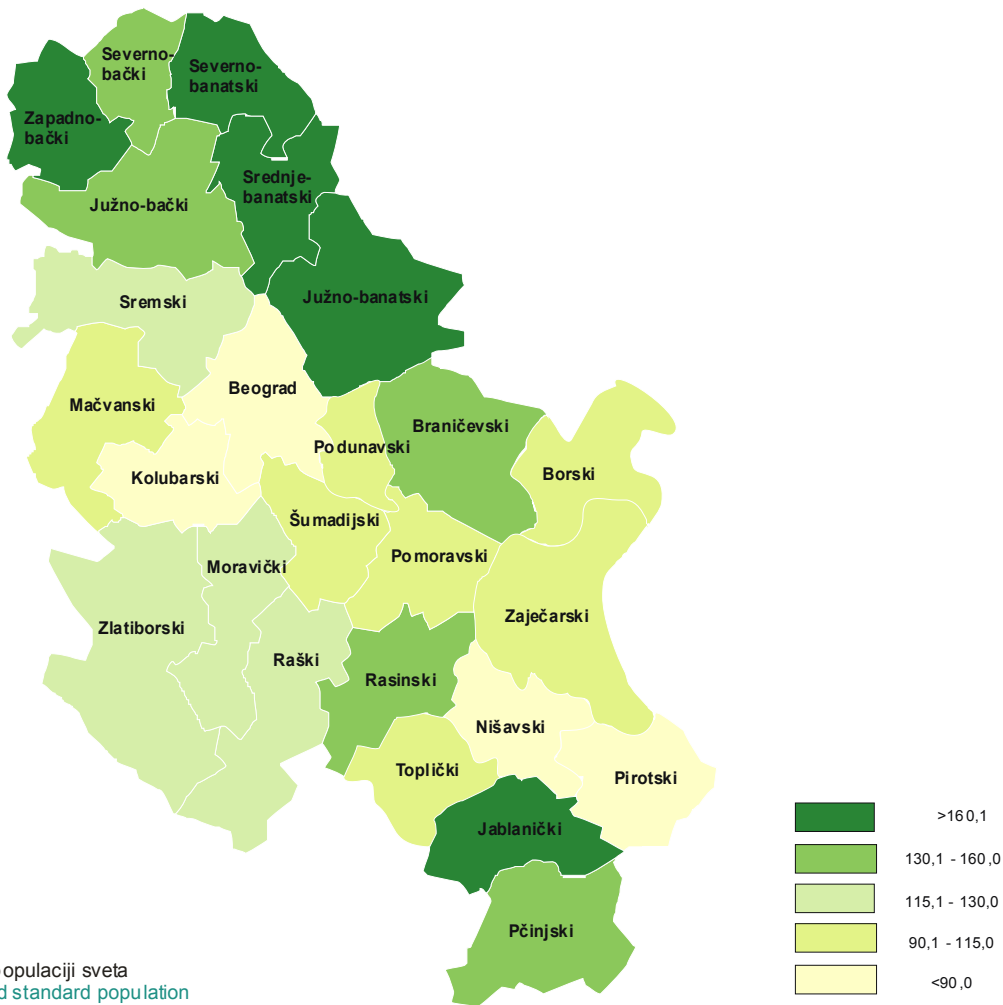 Severno-
bački
Severno-
banatski
Zapadno-
bački
Srednje-
banatski
Južno-bački
Sremski
Južno-banatski
Beograd
Mačvanski
Podunavski
Braničevski
Borski
Kolubarski
Šumadijski
Moravički
Pomoravski
Zaječarski
Zlatiborski
Raški
Rasinski
Nišavski
Toplički
Pirotski
Jablanički
Pčinjski
>160,1
130,1 - 160,0
115,1 - 130,0
90,1 - 115,0
<90,0
opulaciji sveta
d standard population